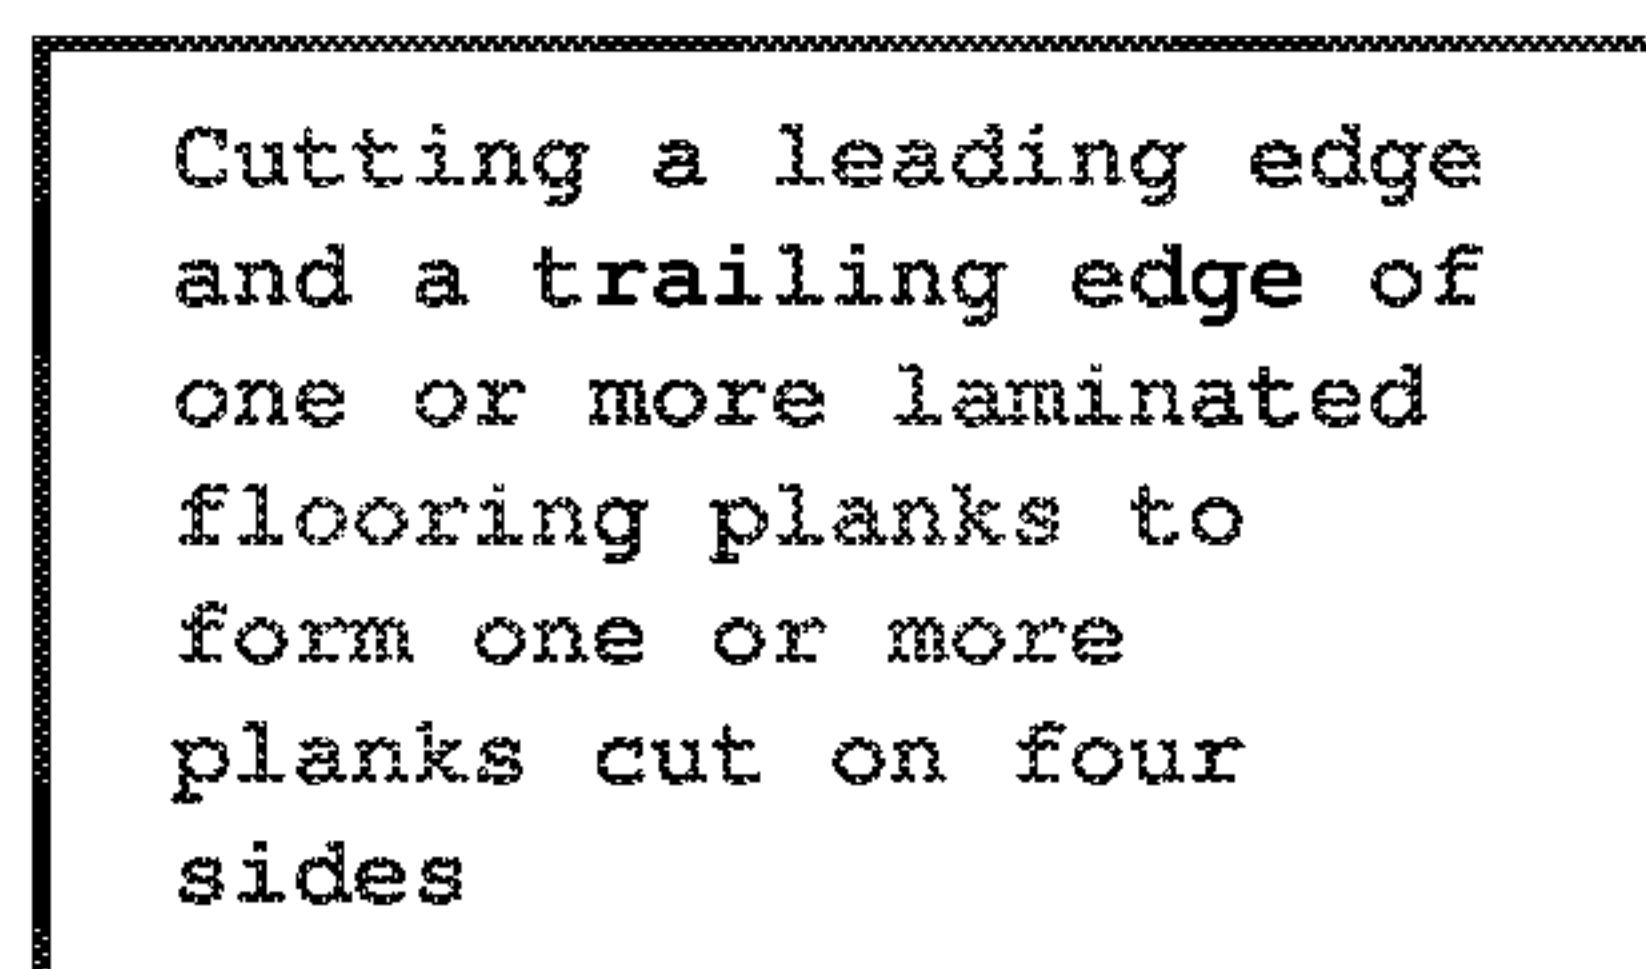 Cutting a leading edge
and a trailing edge of
one or more laminated
flooring planks to
form one or more
planks cut on four
sides